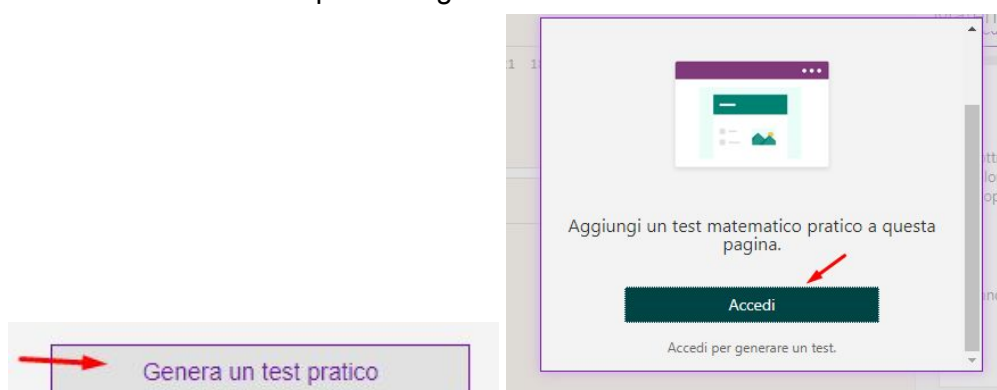 Aggiungi un test matematico pratico a questa
pagina.
Accedi
Accedi per generare un test.
Genera un test pratico